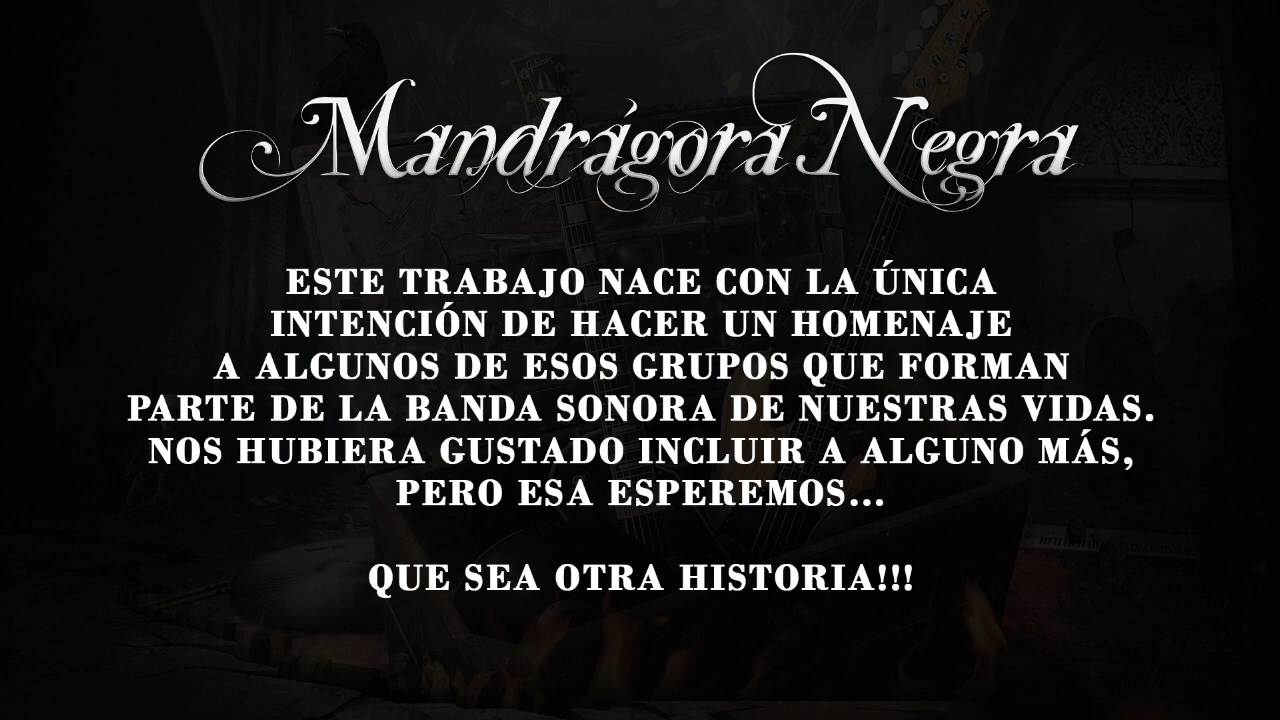 Mandrágora Negra
ESTE TRABAJO NACE CON LA ÚNICA
INTENCIÓN DE HACER UN HOMENAJE
A ALGUNOS DE ESOS GRUPOS QUE FORMAN
PARTE DE LA BANDA SONORA DE NUESTRAS VIDAS.
NOS HUBIERA GUSTADO INCLUIR A ALGUNO MÁS,
PERO ESA ESPEREMOS...
QUE SEA OTRA HISTORIA!!!
Gibson